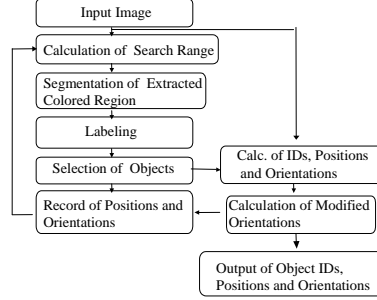 Input Image
Calculation of Search Range
Segmentation of Extracted
Colored Region
Labeling
Selection of Objects
Calc. of IDs, Positions
and Orientations
Record of Positions and
Orientations
Calculation of Modified
Orientations
Output of Object IDs,
Positions and Orientations